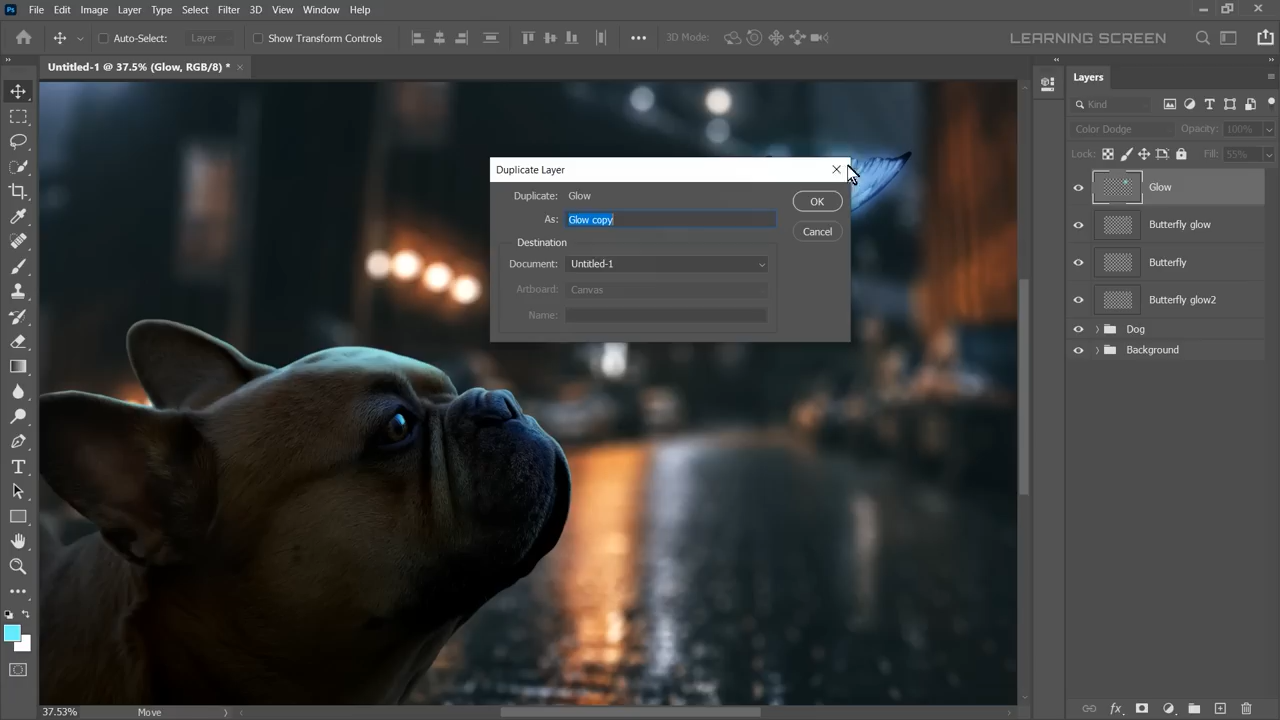 Ps File Edit Image Layer Type Select Filter 3D View Window Help
Auto-Select: Layer Show Transform Controls 3D Mode: LEARNING SCREEN
Untitled-1 @ 37.5% (Glow, RGB/8) *
Layers
Kind
Color Dodge Opacity: 100%
Lock: Fill: 55%
Glow
Butterfly glow
Butterfly
Butterfly glow2
Dog
Background
Duplicate Layer
Duplicate: Glow
As: Glow copy
OK
Cancel
Destination
Document: Untitled-1
Artboard: Canvas
Name:
37.53% Move